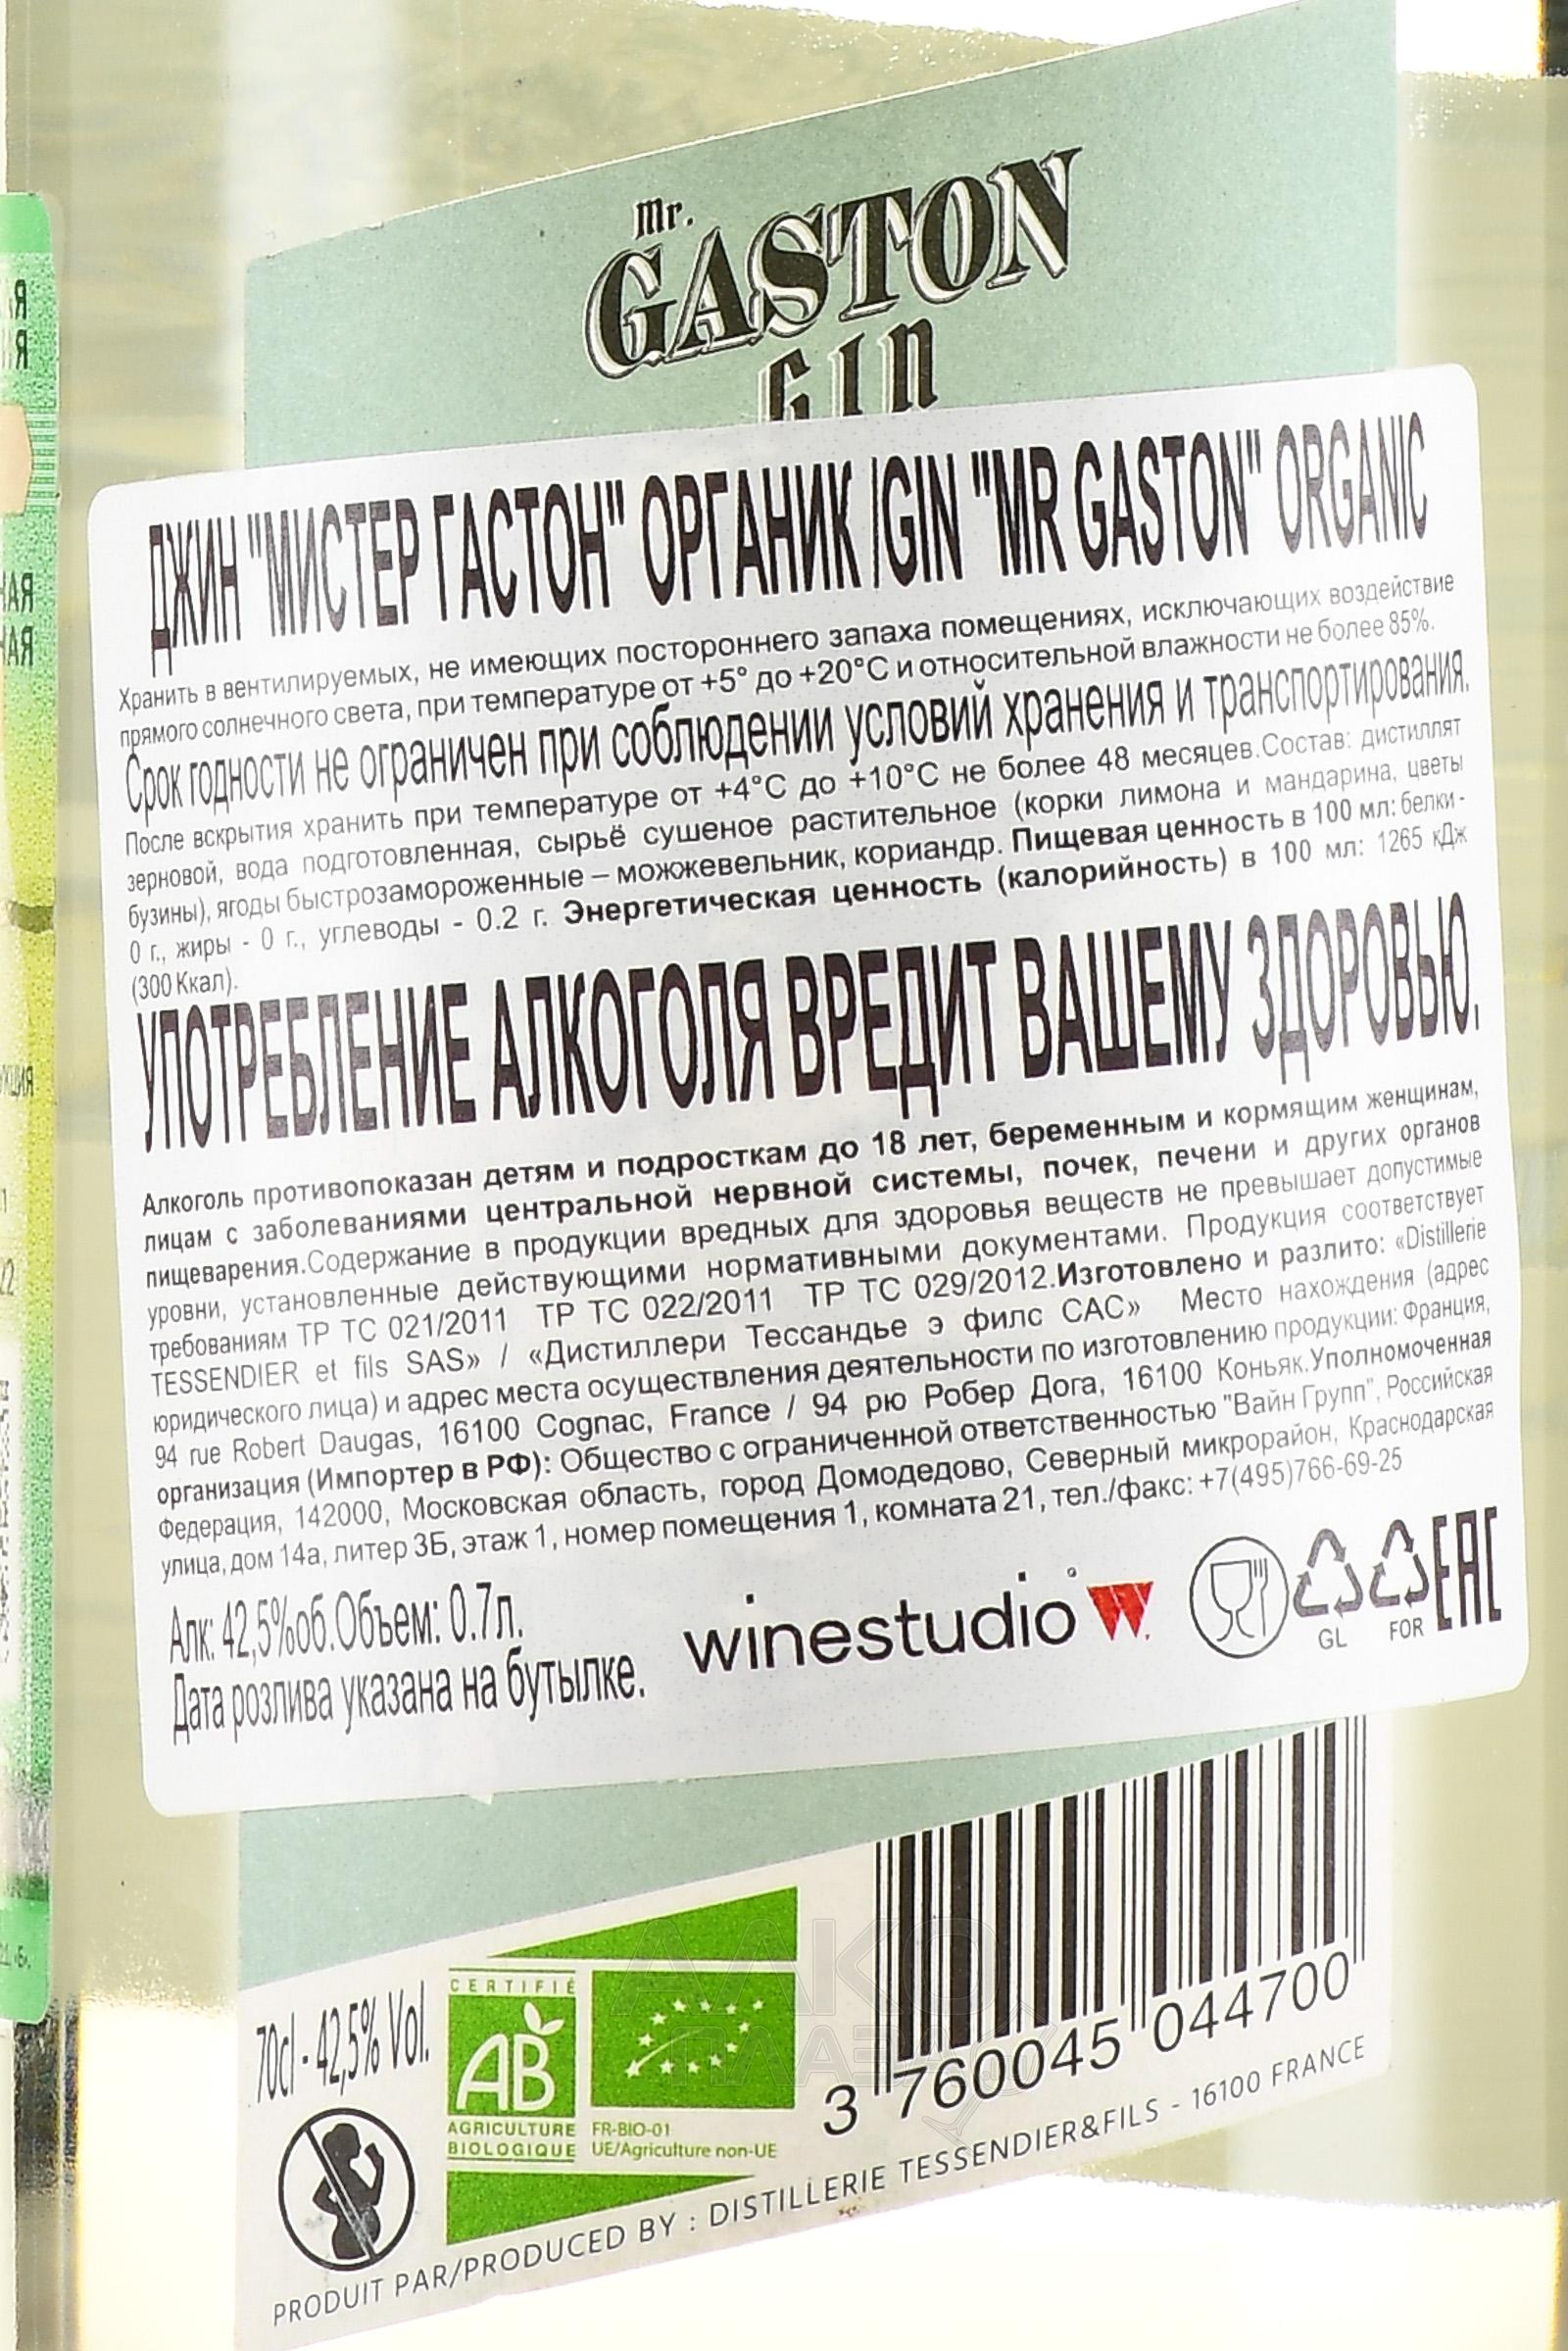 Mr.
GASTON
GIN
ДЖИН "МИСТЕР ГАСТОН" ОРГАНИК /GIN "MR GASTON" ORGANIC
Хранить в вентилируемых, не имеющих постороннего запаха помещениях, исключающих воздействие
прямого солнечного света, при температуре от +5° до +20°С и относительной влажности не более 85%.
Срок годности не ограничен при соблюдении условий хранения и транспортирования.
После вскрытия хранить при температуре от +4°С до +10°С не более 48 месяцев.Состав: дистиллят
зерновой, вода подготовленная, сырьё сушеное растительное (корки лимона и мандарина, цветы
бузины), ягоды быстрозамороженные – можжевельник, кориандр. Пищевая ценность в 100 мл: белки -
0 г., жиры - 0 г., углеводы - 0.2 г. Энергетическая ценность (калорийность) в 100 мл: 1265 кДж
(300 Ккал).
УПОТРЕБЛЕНИЕ АЛКОГОЛЯ ВРЕДИТ ВАШЕМУ ЗДОРОВЬЮ.
Алкоголь противопоказан детям и подросткам до 18 лет, беременным и кормящим женщинам,
лицам с заболеваниями центральной нервной системы, почек, печени и других органов
пищеварения.Содержание в продукции вредных для здоровья веществ не превышает допустимые
уровни, установленные действующими нормативными документами. Продукция соответствует
требованиям ТР ТС 021/2011 ТР ТС 022/2011 ТР ТС 029/2012.Изготовлено и разлито: «Distillerie
TESSENDIER et fils SAS» / «Дистиллери Тессандье э филс САС» Место нахождения (адрес
юридического лица) и адрес места осуществления деятельности по изготовлению продукции: Франция,
94 rue Robert Daugas, 16100 Cognac, France / 94 рю Робер Дога, 16100 Коньяк.Уполномоченная
организация (Импортер в РФ): Общество с ограниченной ответственностью "Вайн Групп", Российская
Федерация, 142000, Московская область, город Домодедово, Северный микрорайон, Краснодарская
улица, дом 14а, литер 3Б, этаж 1, номер помещения 1, комната 21, тел./факс: +7(495)766-69-25
Алк: 42,5%об.Объем: 0.7л.
Дата розлива указана на бутылке.
winestudio W.
GL
FOR
EAC
70cl - 42,5% Vol.
CERTIFIÉ
AB
AGRICULTURE
BIOLOGIQUE
FR-BIO-01
UE/Agriculture non-UE
3 760045 044700
PRODUIT PAR/PRODUCED BY : DISTILLERIE TESSENDIER&FILS - 16100 FRANCE
АЛКО
ПЛАЗА